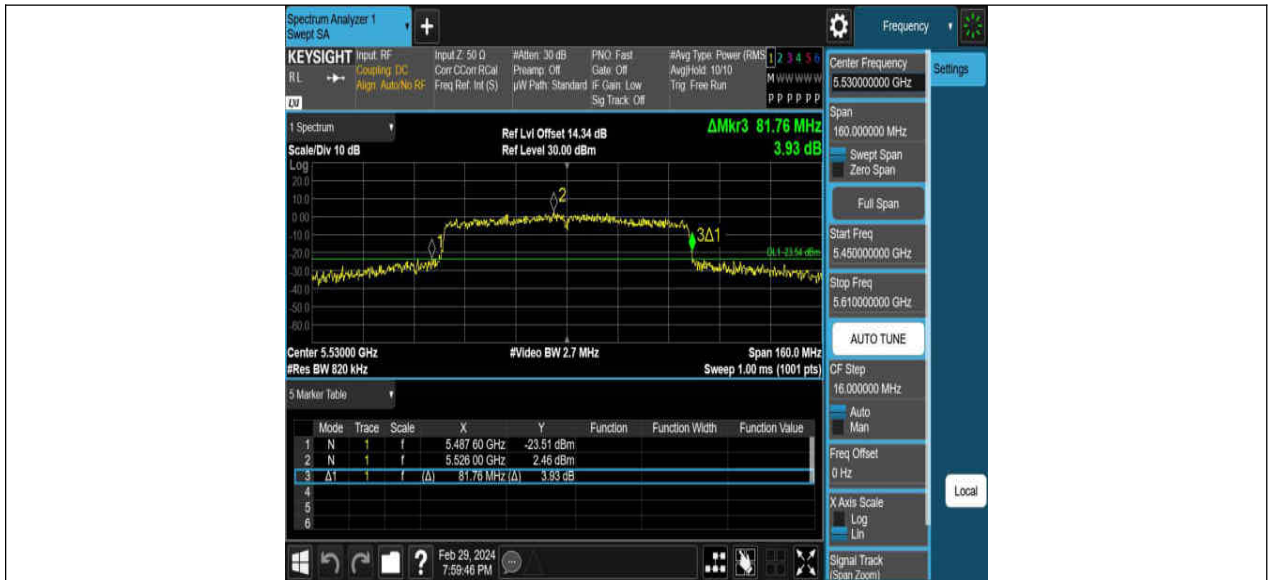 Spectrum Analyzer 1
Swept SA
+
Frequency
KEYSIGHT
RL
LXI
Input: RF
Coupling: DC
Align: Auto/No RF
Input Z: 50 Ω
Corr CCorr RCal
Freq Ref: Int (S)
#Atten: 30 dB
Preamp: Off
µW Path: Standard
PNO: Fast
Gate: Off
IF Gain: Low
Sig Track: Off
#Avg Type: Power (RMS
Avg|Hold: 10/10
Trig: Free Run
1 2 3 4 5 6
M W W W W W
P P P P P P
Center Frequency
5.530000000 GHz
Settings
1 Spectrum
Scale/Div 10 dB
Ref Lvl Offset 14.34 dB
Ref Level 30.00 dBm
ΔMkr3 81.76 MHz
3.93 dB
Log
20.0
10.0
0.00
-10.0
-20.0
-30.0
-40.0
-50.0
-60.0
1
2
3Δ1
DL1 -23.54 dBm
Center 5.53000 GHz
#Res BW 820 kHz
#Video BW 2.7 MHz
Span 160.0 MHz
Sweep 1.00 ms (1001 pts)
Span
160.000000 MHz
Swept Span
Zero Span
Full Span
Start Freq
5.450000000 GHz
Stop Freq
5.610000000 GHz
AUTO TUNE
CF Step
16.000000 MHz
Auto
Man
Freq Offset
0 Hz
X Axis Scale
Log
Lin
Signal Track
(Span Zoom)
Local
5 Marker Table
Mode Trace Scale X Y Function Function Width Function Value
1 N 1 f 5.487 60 GHz -23.51 dBm
2 N 1 f 5.526 00 GHz 2.46 dBm
3 Δ1 1 f (Δ) 81.76 MHz (Δ) 3.93 dB
4
5
6
?
Feb 29, 2024
7:59:46 PM